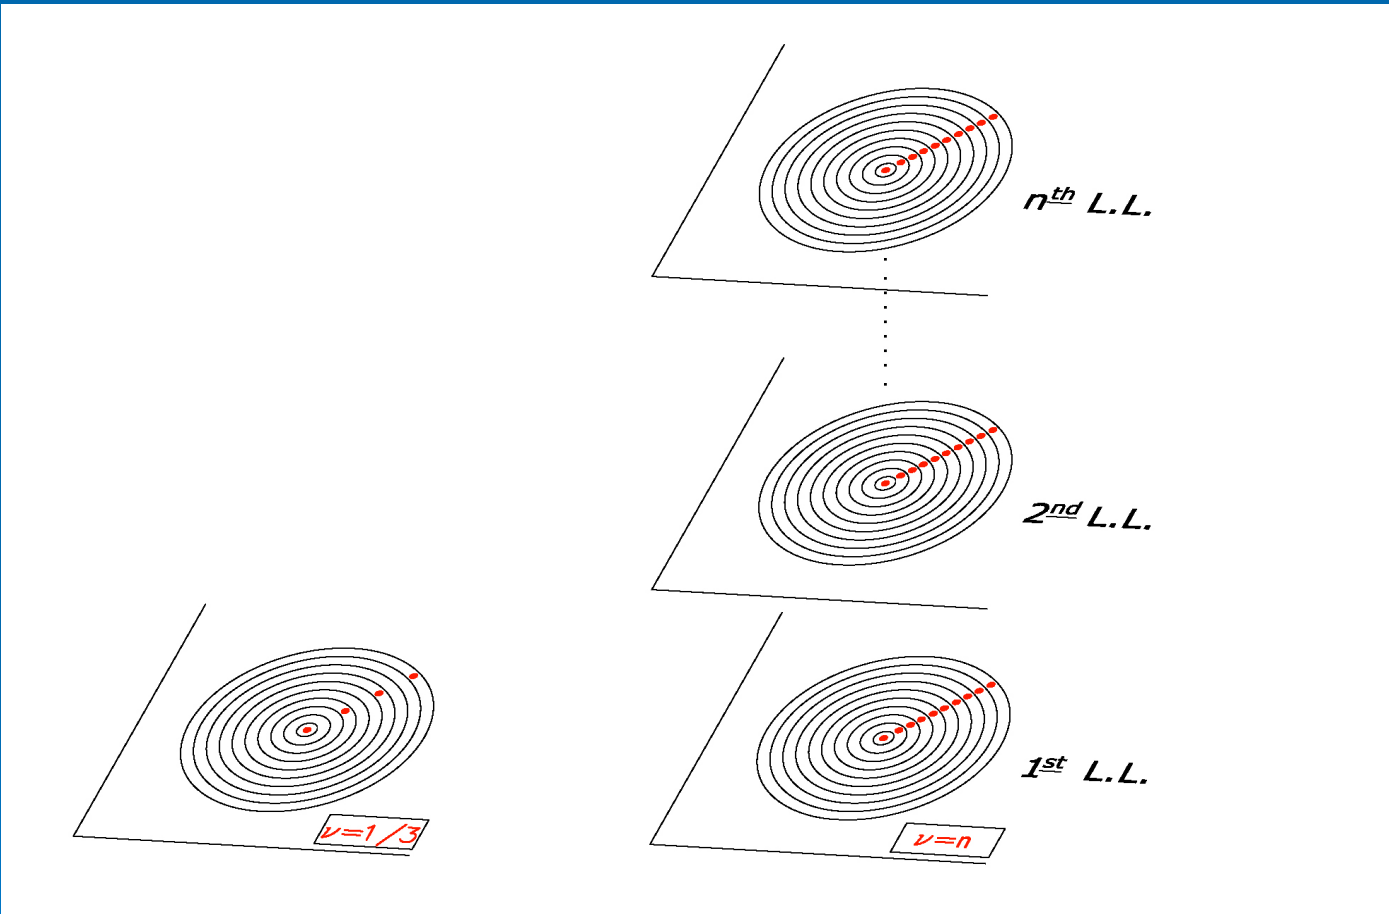 nth L.L.
2nd L.L.
1st L.L.
ν=1/3
ν=n